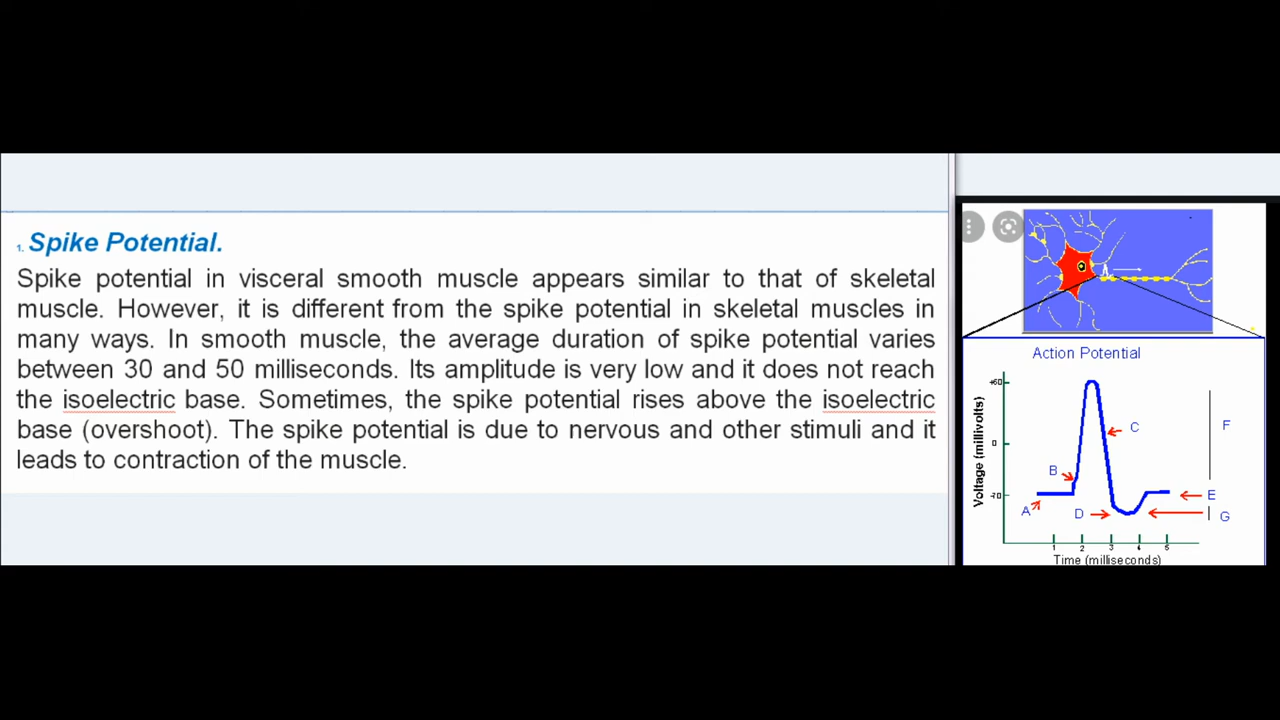 1. Spike Potential.
Spike potential in visceral smooth muscle appears similar to that of skeletal
muscle. However, it is different from the spike potential in skeletal muscles in
many ways. In smooth muscle, the average duration of spike potential varies
between 30 and 50 milliseconds. Its amplitude is very low and it does not reach
the isoelectric base. Sometimes, the spike potential rises above the isoelectric
base (overshoot). The spike potential is due to nervous and other stimuli and it
leads to contraction of the muscle.
A
Action Potential
Voltage (millivolts)
+60
0
-70
A
B
C
D
E
F
G
1 2 3 4 5
Time (milliseconds)